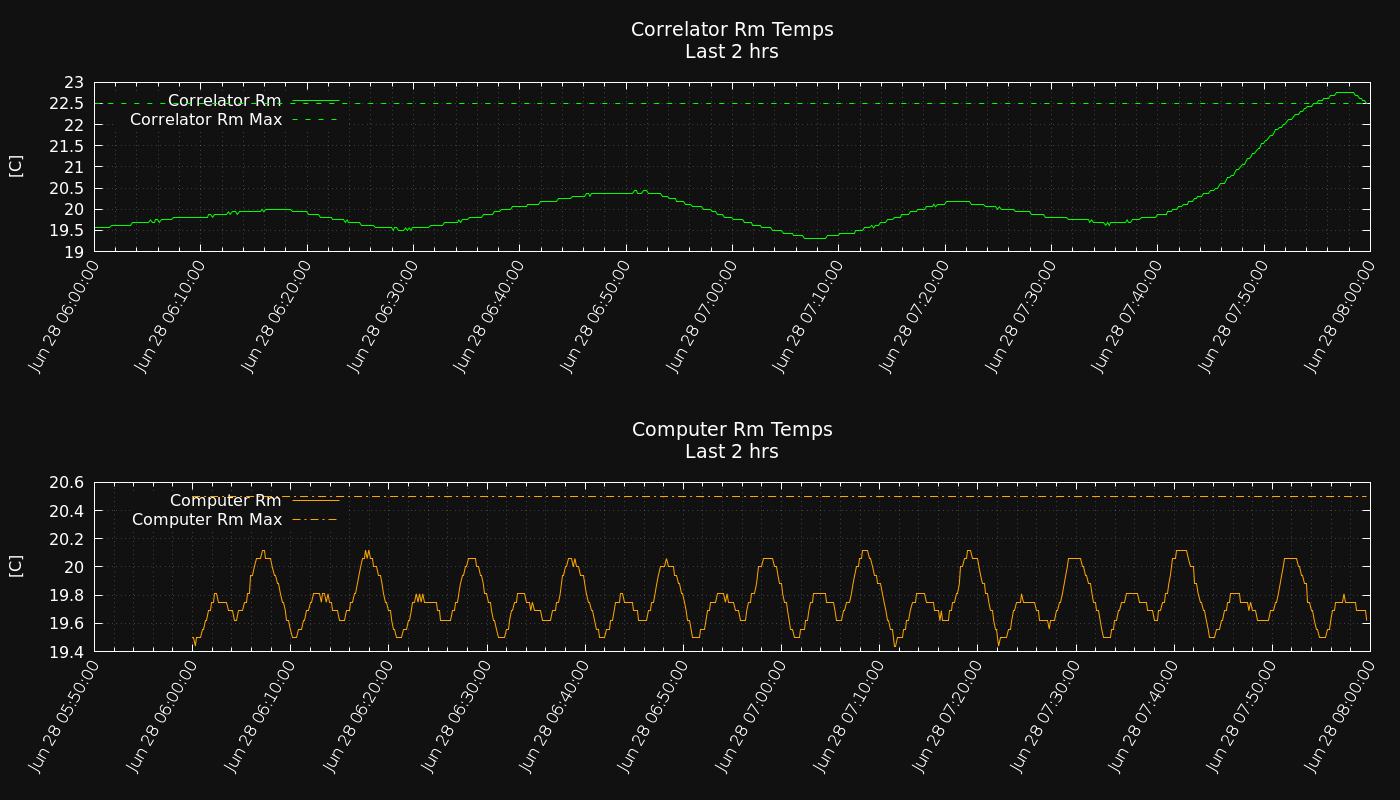 Correlator Rm Temps
Last 2 hrs
23
22.5
22
21.5
21
20.5
20
19.5
19
[C]
Correlator Rm
Correlator Rm Max
Jun 28 06:00:00
Jun 28 06:10:00
Jun 28 06:20:00
Jun 28 06:30:00
Jun 28 06:40:00
Jun 28 06:50:00
Jun 28 07:00:00
Jun 28 07:10:00
Jun 28 07:20:00
Jun 28 07:30:00
Jun 28 07:40:00
Jun 28 07:50:00
Jun 28 08:00:00
Computer Rm Temps
Last 2 hrs
20.6
20.4
20.2
20
19.8
19.6
19.4
[C]
Computer Rm
Computer Rm Max
Jun 28 05:50:00
Jun 28 06:00:00
Jun 28 06:10:00
Jun 28 06:20:00
Jun 28 06:30:00
Jun 28 06:40:00
Jun 28 06:50:00
Jun 28 07:00:00
Jun 28 07:10:00
Jun 28 07:20:00
Jun 28 07:30:00
Jun 28 07:40:00
Jun 28 07:50:00
Jun 28 08:00:00